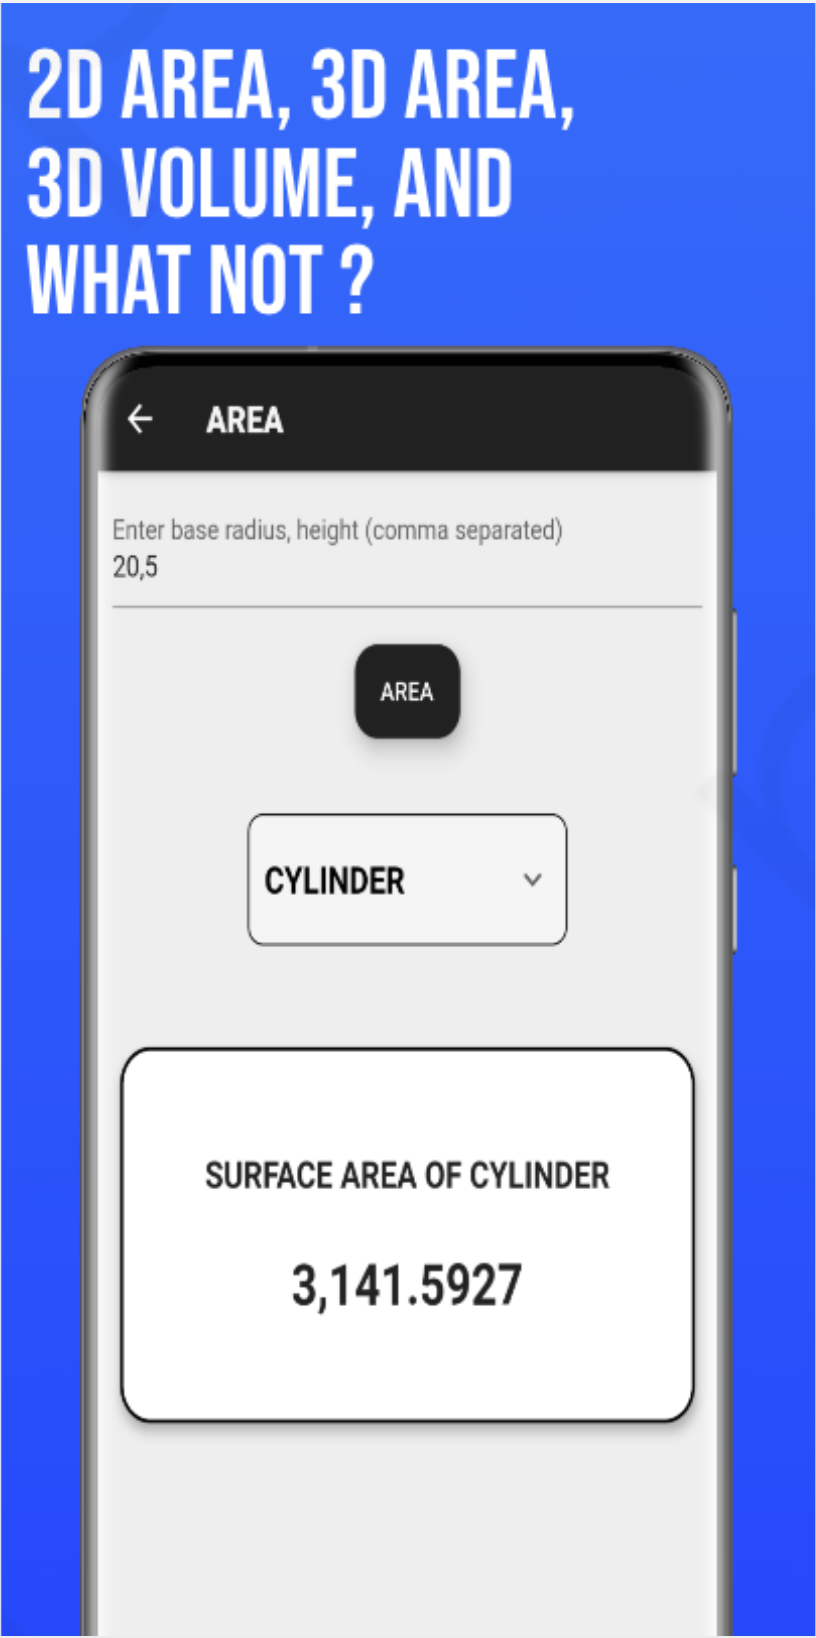 2D AREA, 3D AREA,
3D VOLUME, AND
WHAT NOT ?
AREA
Enter base radius, height (comma separated)
20,5
AREA
CYLINDER
SURFACE AREA OF CYLINDER
3,141.5927